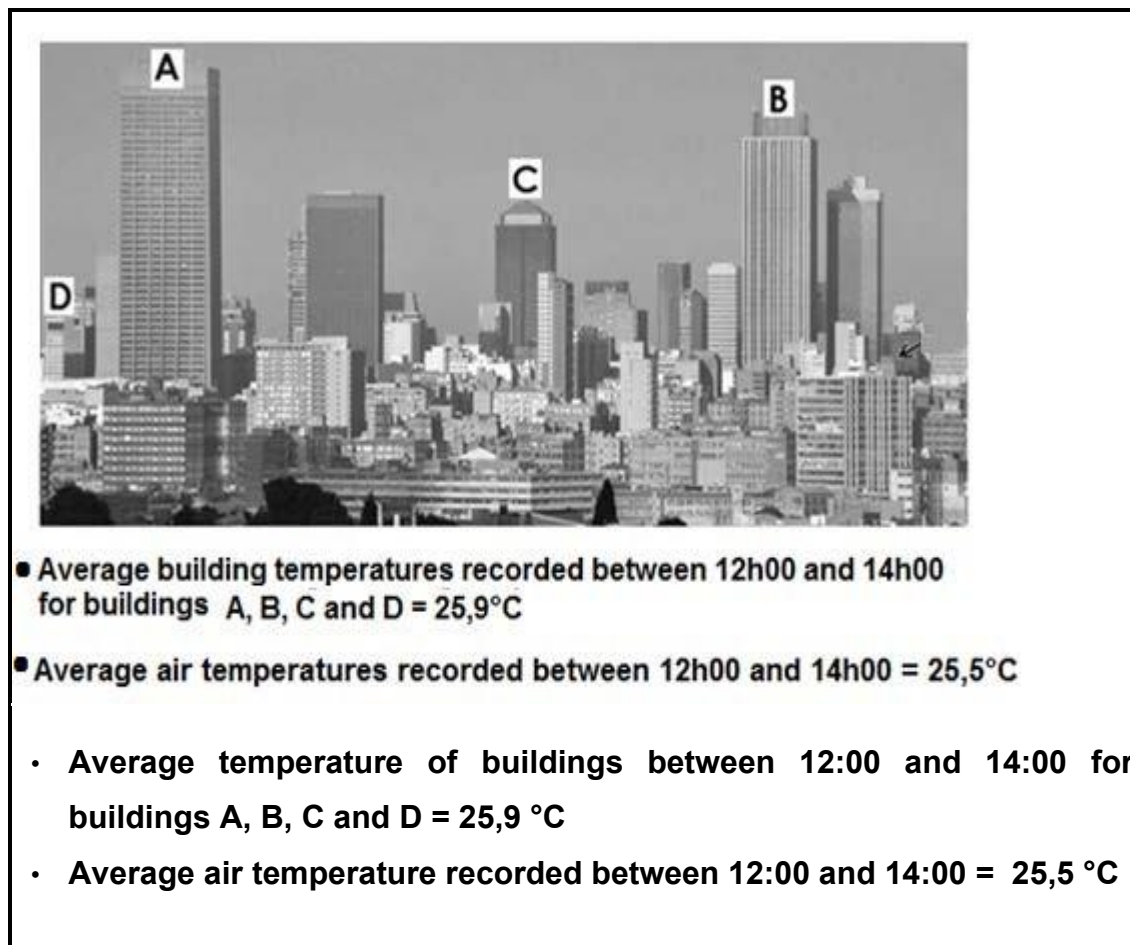 A
B
C
D
• Average building temperatures recorded between 12h00 and 14h00
for buildings A, B, C and D = 25,9°C
• Average air temperatures recorded between 12h00 and 14h00 = 25,5°C
• Average temperature of buildings between 12:00 and 14:00 for
buildings A, B, C and D = 25,9 °C
• Average air temperature recorded between 12:00 and 14:00 = 25,5 °C